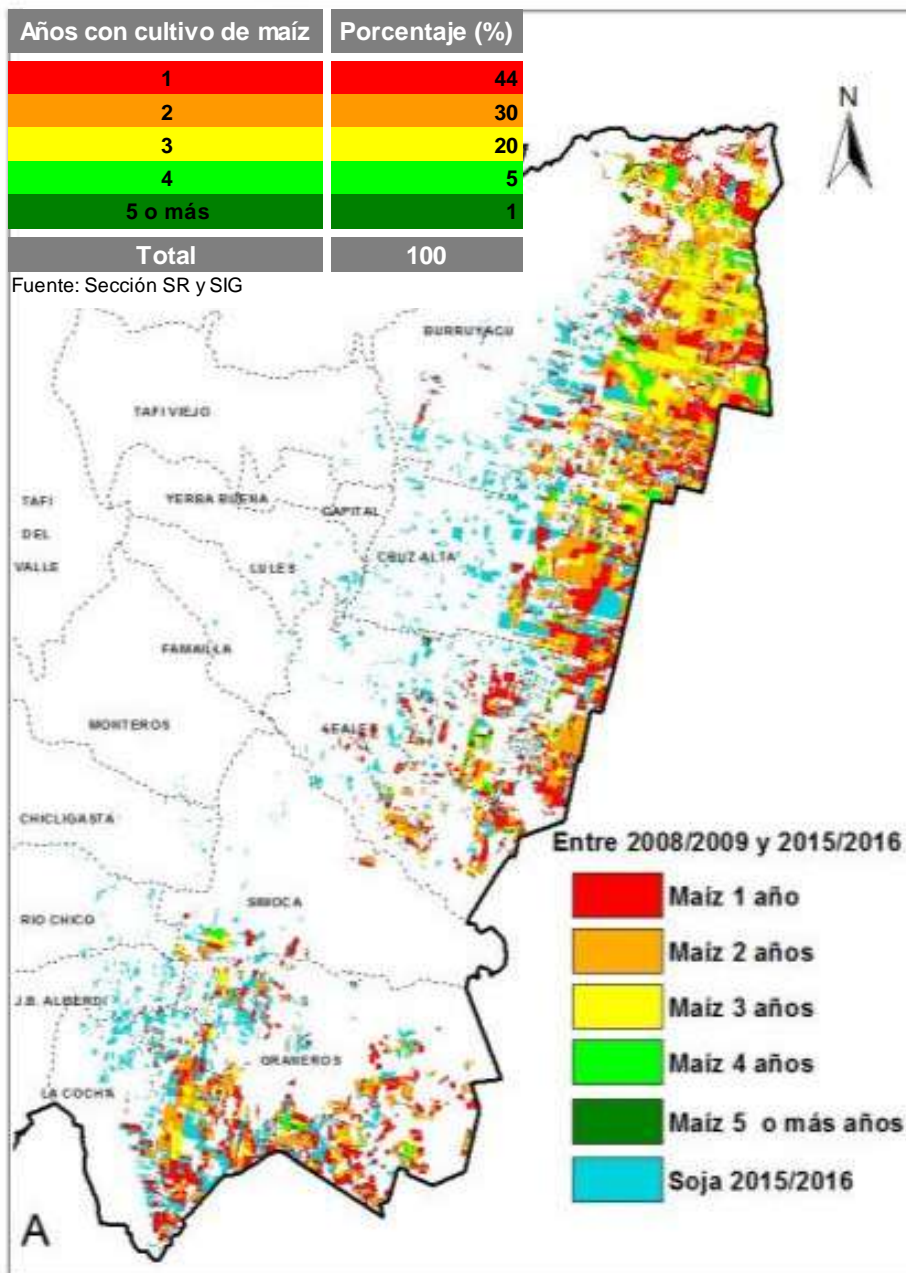 Años con cultivo de maíz Porcentaje (%)
1 44
2 30
3 20
4 5
5 o más 1
Total 100
Fuente: Sección SR y SIG
N
BURRUYACU
TAFI VIEJO
TAFI
DEL
VALLE
YERBA BUENA
CAPITAL
CRUZ ALTA
LULES
FAMAILLA
MONTEROS
LEALES
CHICLIGASTA
SIMOCA
RIO CHICO
J.B. ALBERDI
GRANEROS
LA COCHA
Entre 2008/2009 y 2015/2016
Maíz 1 año
Maíz 2 años
Maíz 3 años
Maíz 4 años
Maíz 5 o más años
Soja 2015/2016
A